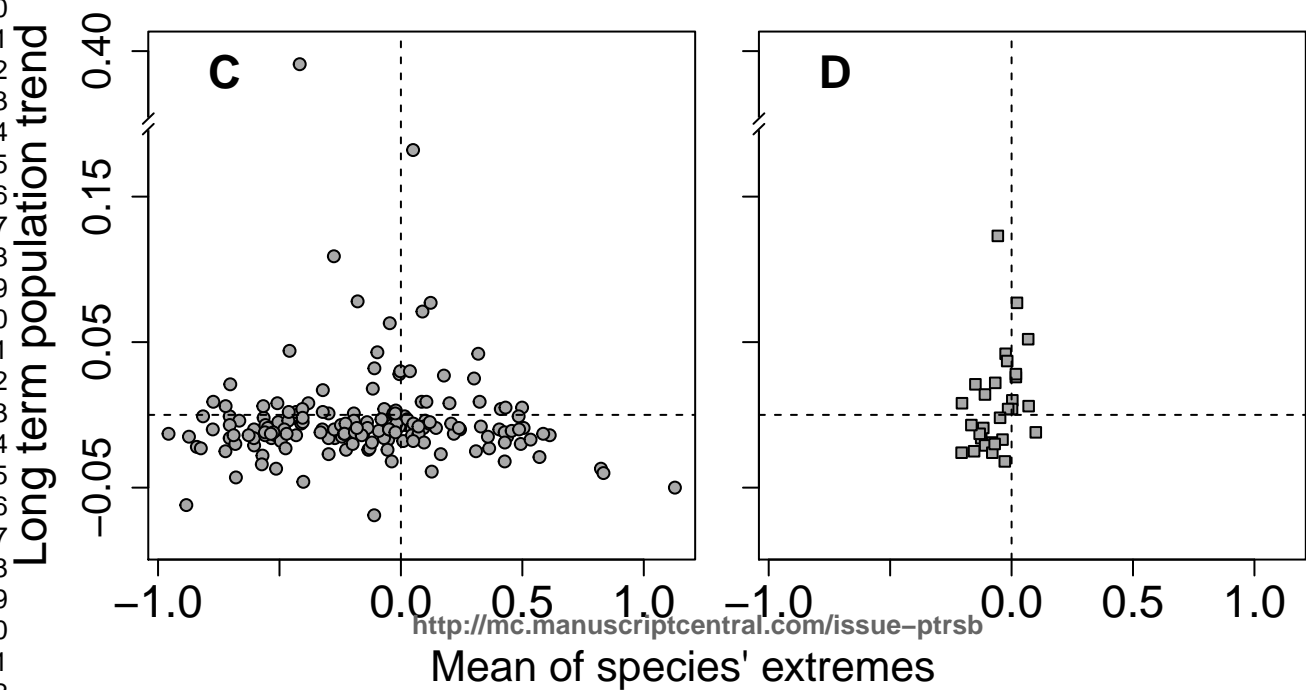 Long term population trend
0.40
0.15
0.05
−0.05
C
D
−1.0 0.0 0.5 1.0
−1.0 0.0 0.5 1.0
http://mc.manuscriptcentral.com/issue−ptrsb
Mean of species' extremes